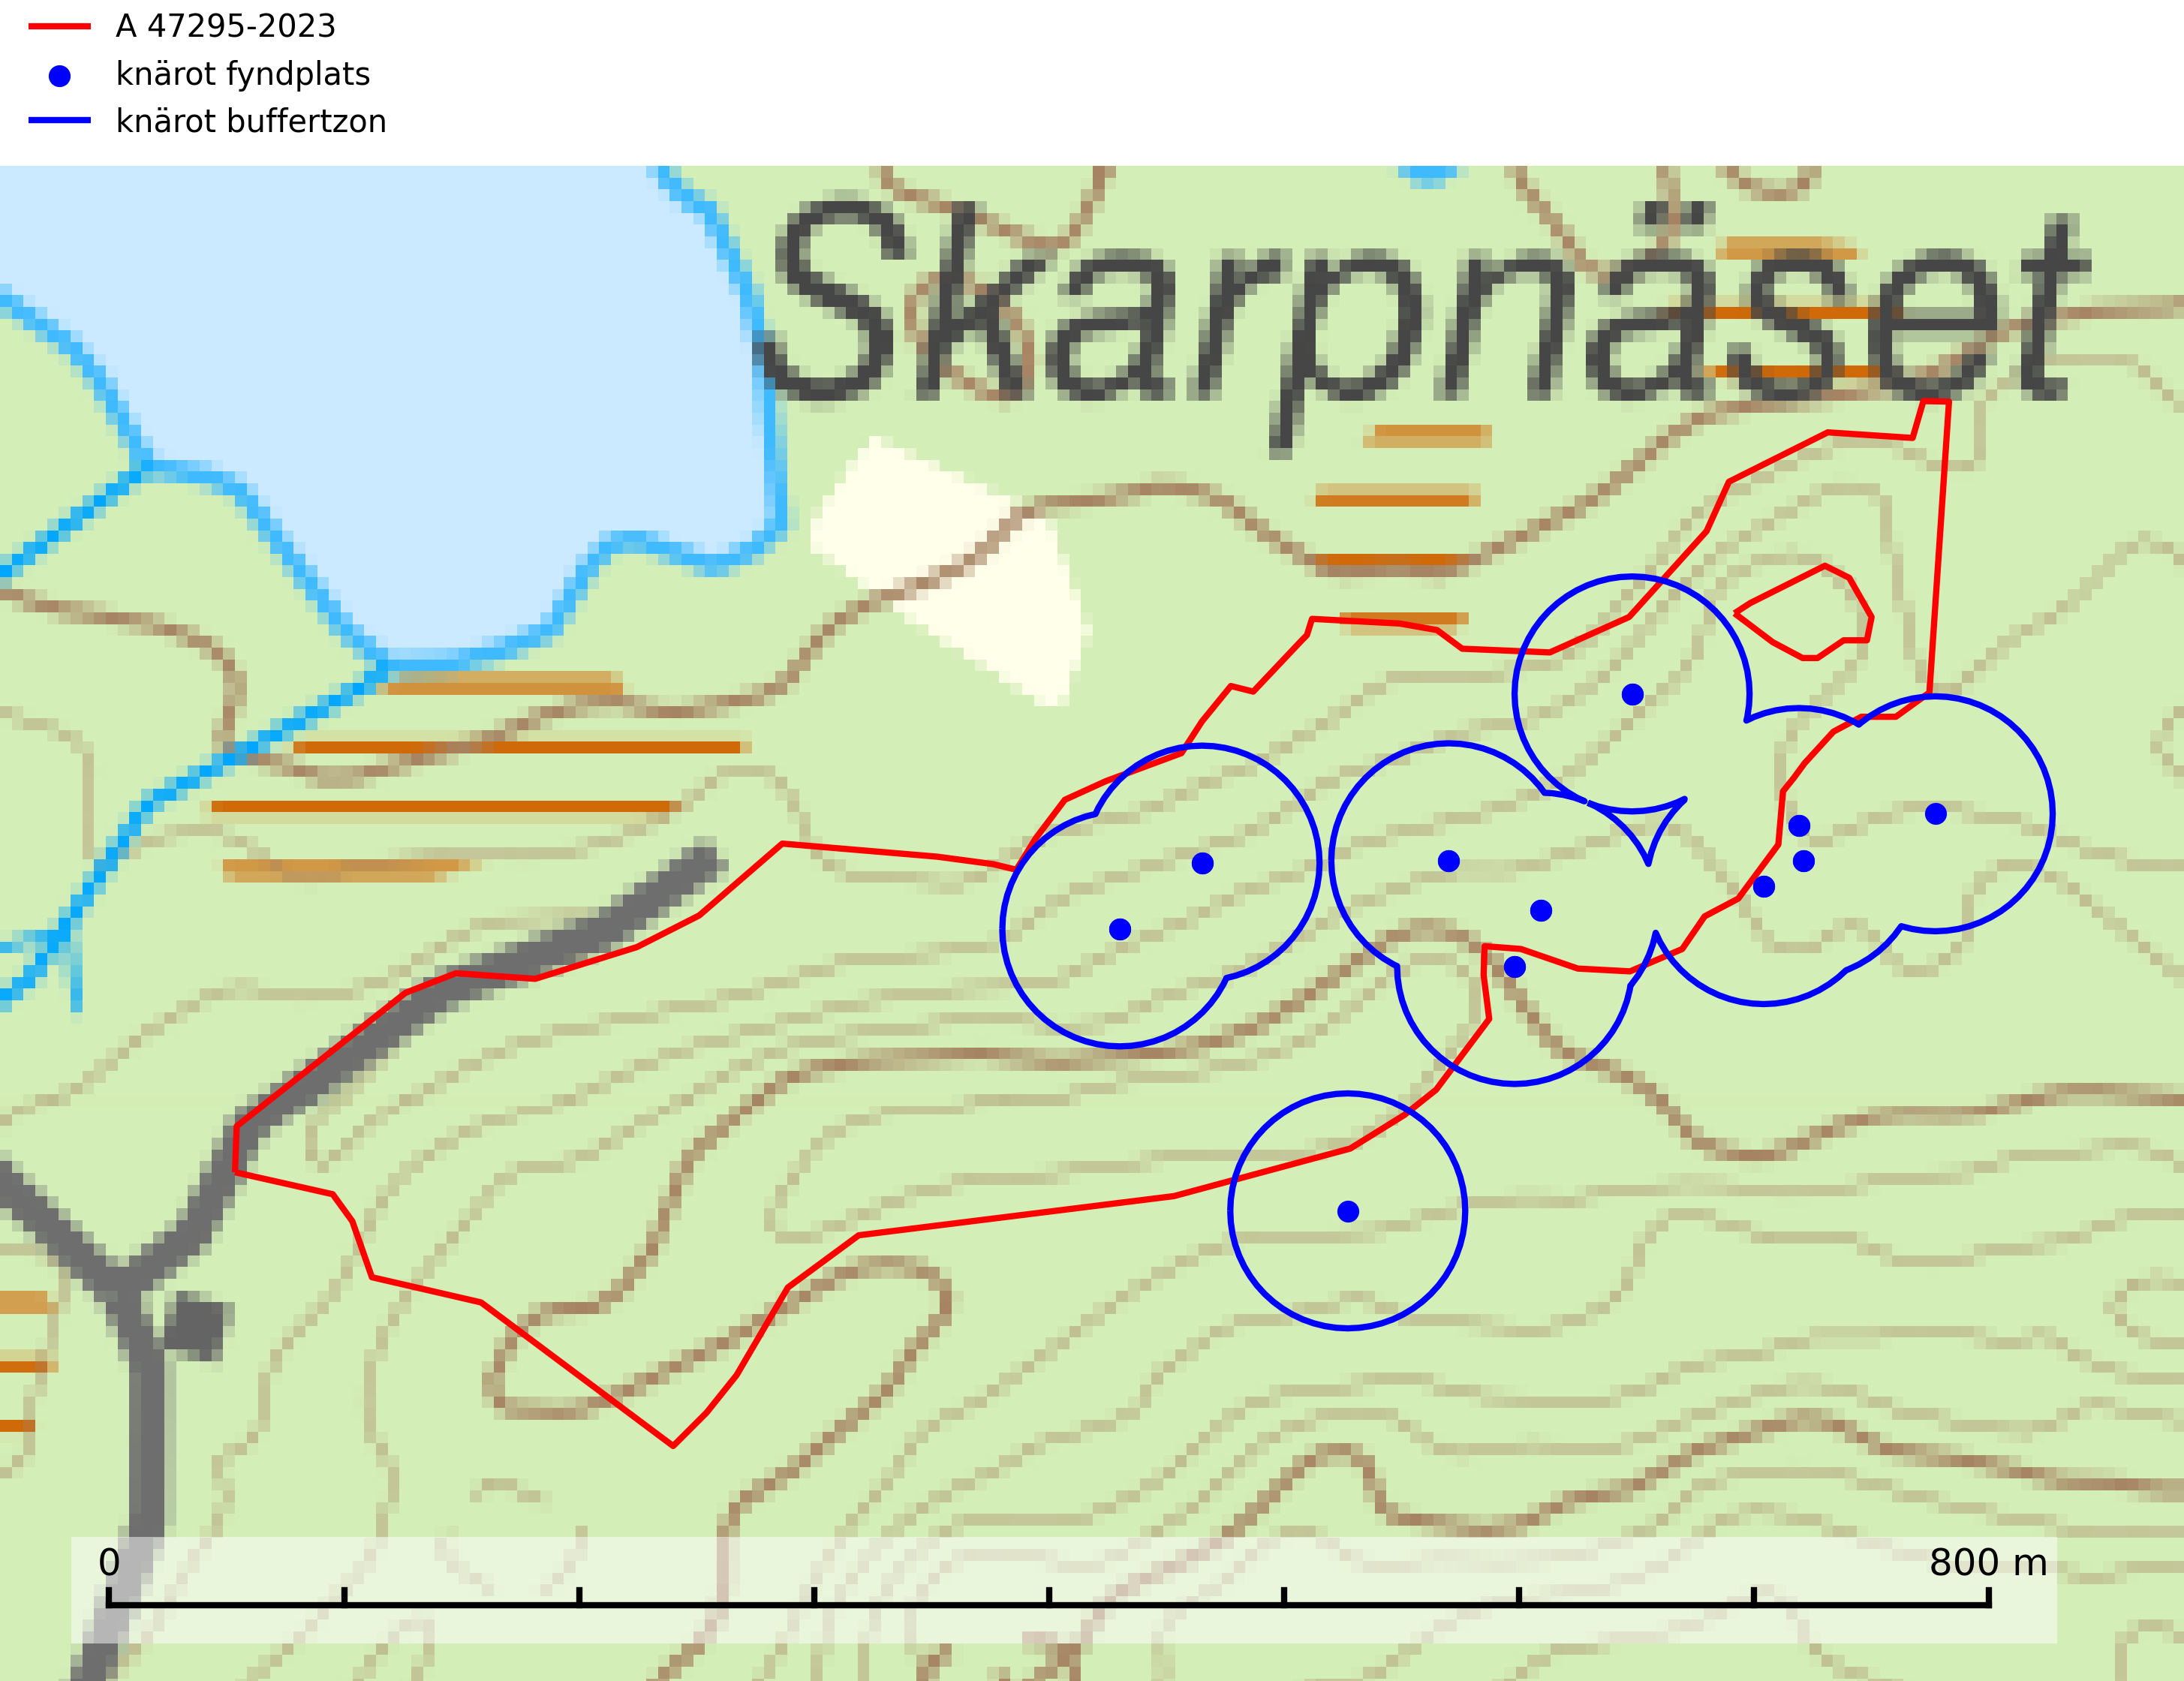 A 47295-2023
knärot fyndplats
knärot buffertzon
Skarpnäset
0 800 m